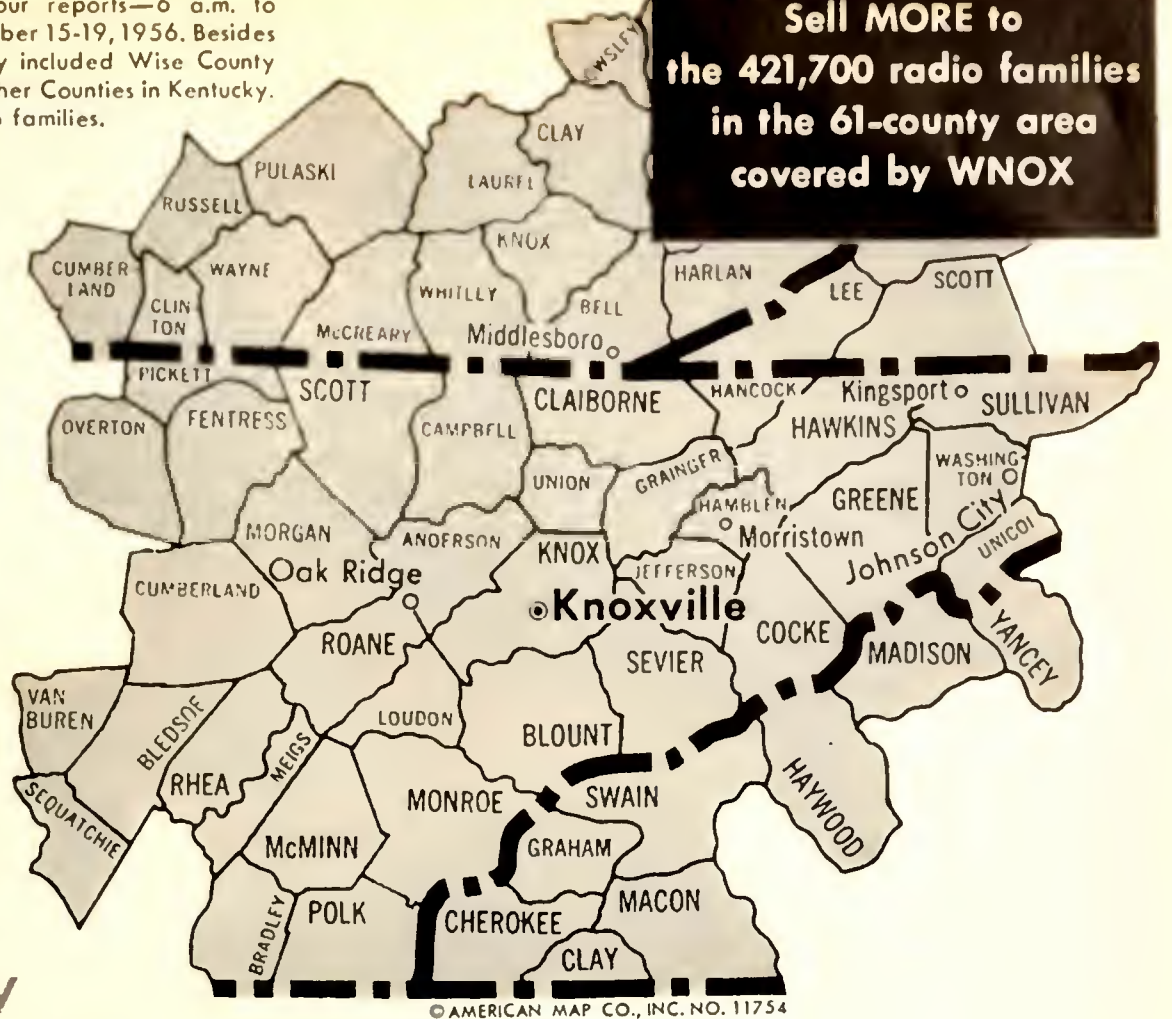 our reports—6 a.m. to
ber 15-19, 1956. Besides
y included Wise County
ner Counties in Kentucky.
o families.
Sell MORE to
the 421,700 radio families
in the 61-county area
covered by WNOX
WSLEY
CLAY
PULASKI
LAUREL
RUSSELL
KNOX
CUMBER
LAND
WAYNE
HARLAN
LEE
SCOTT
CLIN
TON
WHITLEY
BELL
McCREARY
Middlesboro
PICKETT
SCOTT
CLAIBORNE
HANCOCK
Kingsport
SULLIVAN
OVERTON
FENTRESS
CAMPBELL
HAWKINS
UNION
GRAINGER
WASHING
TON
HAMBLEN
GREENE
MORGAN
ANDERSON
KNOX
Morristown
Johnson City
UNICOI
Oak Ridge
JEFFERSON
CUMBERLAND
Knoxville
YANCEY
ROANE
SEVIER
COCKE
MADISON
VAN
BUREN
BLEDSOE
LOUDON
BLOUNT
RHEA
MEIGS
HAYWOOD
SEQUATCHIE
MONROE
SWAIN
McMINN
GRAHAM
BRADLEY
POLK
CHEROKEE
MACON
CLAY
© AMERICAN MAP CO., INC. NO. 11754